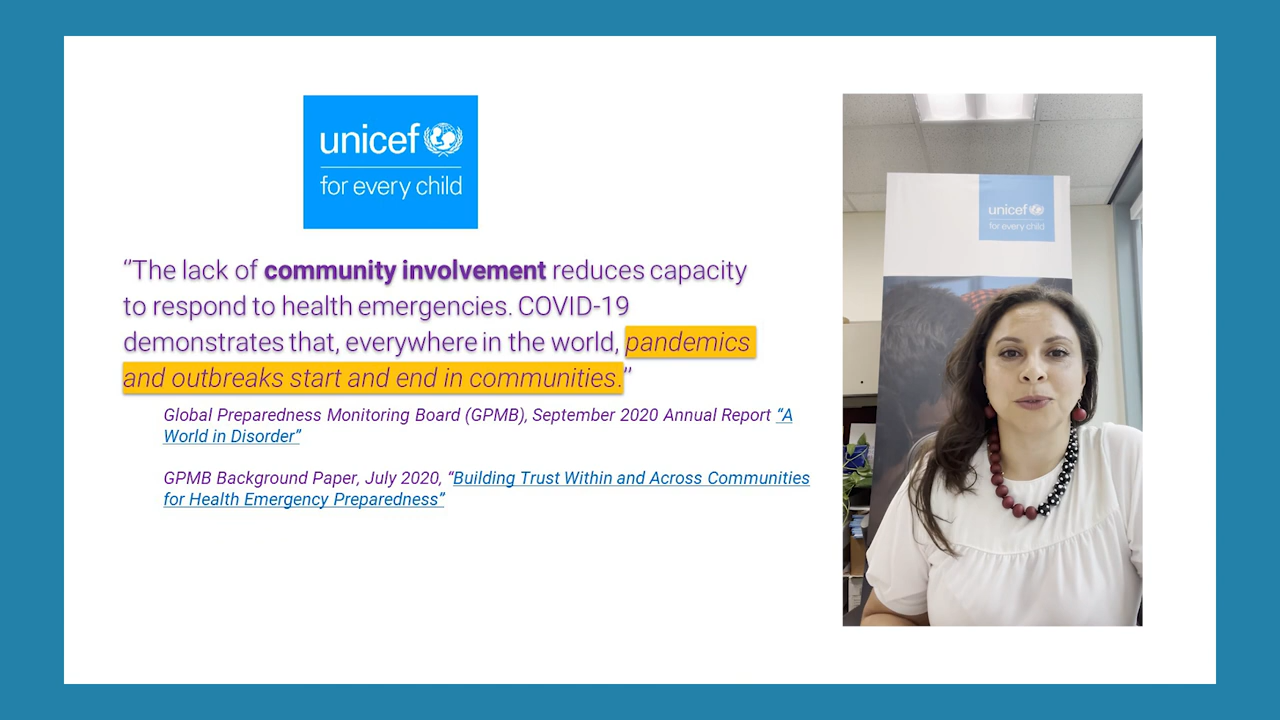 unicef
for every child
“The lack of community involvement reduces capacity
to respond to health emergencies. COVID-19
demonstrates that, everywhere in the world, pandemics
and outbreaks start and end in communities.”
Global Preparedness Monitoring Board (GPMB), September 2020 Annual Report “A
World in Disorder”
GPMB Background Paper, July 2020, “Building Trust Within and Across Communities
for Health Emergency Preparedness”
unicef
for every child